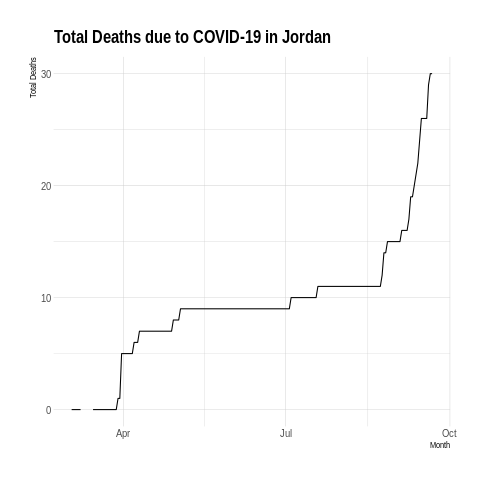 Total Deaths due to COVID-19 in Jordan
Total Deaths
30
20
10
0
Apr
Jul
Oct
Month